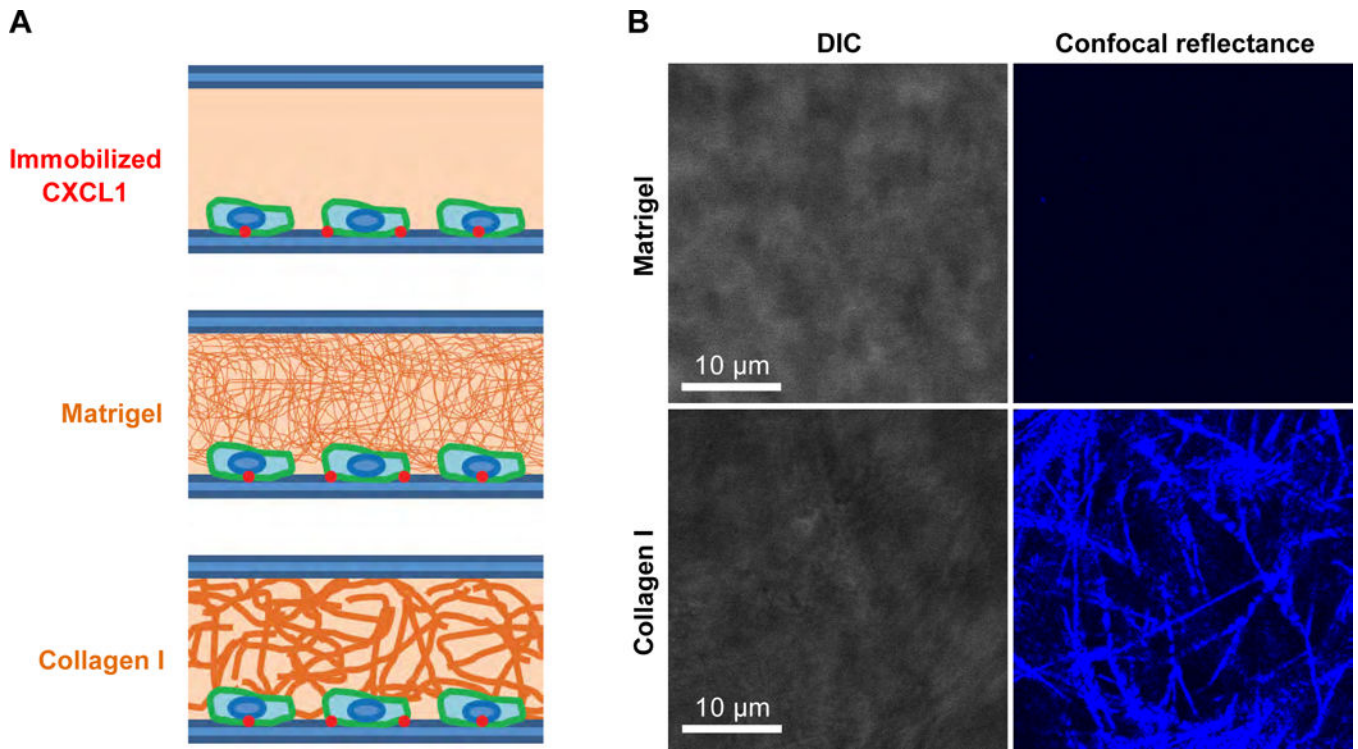 A
Immobilized
CXCL1
Matrigel
Collagen I
B
DIC
Confocal reflectance
Matrigel
10 µm
Collagen I
10 µm